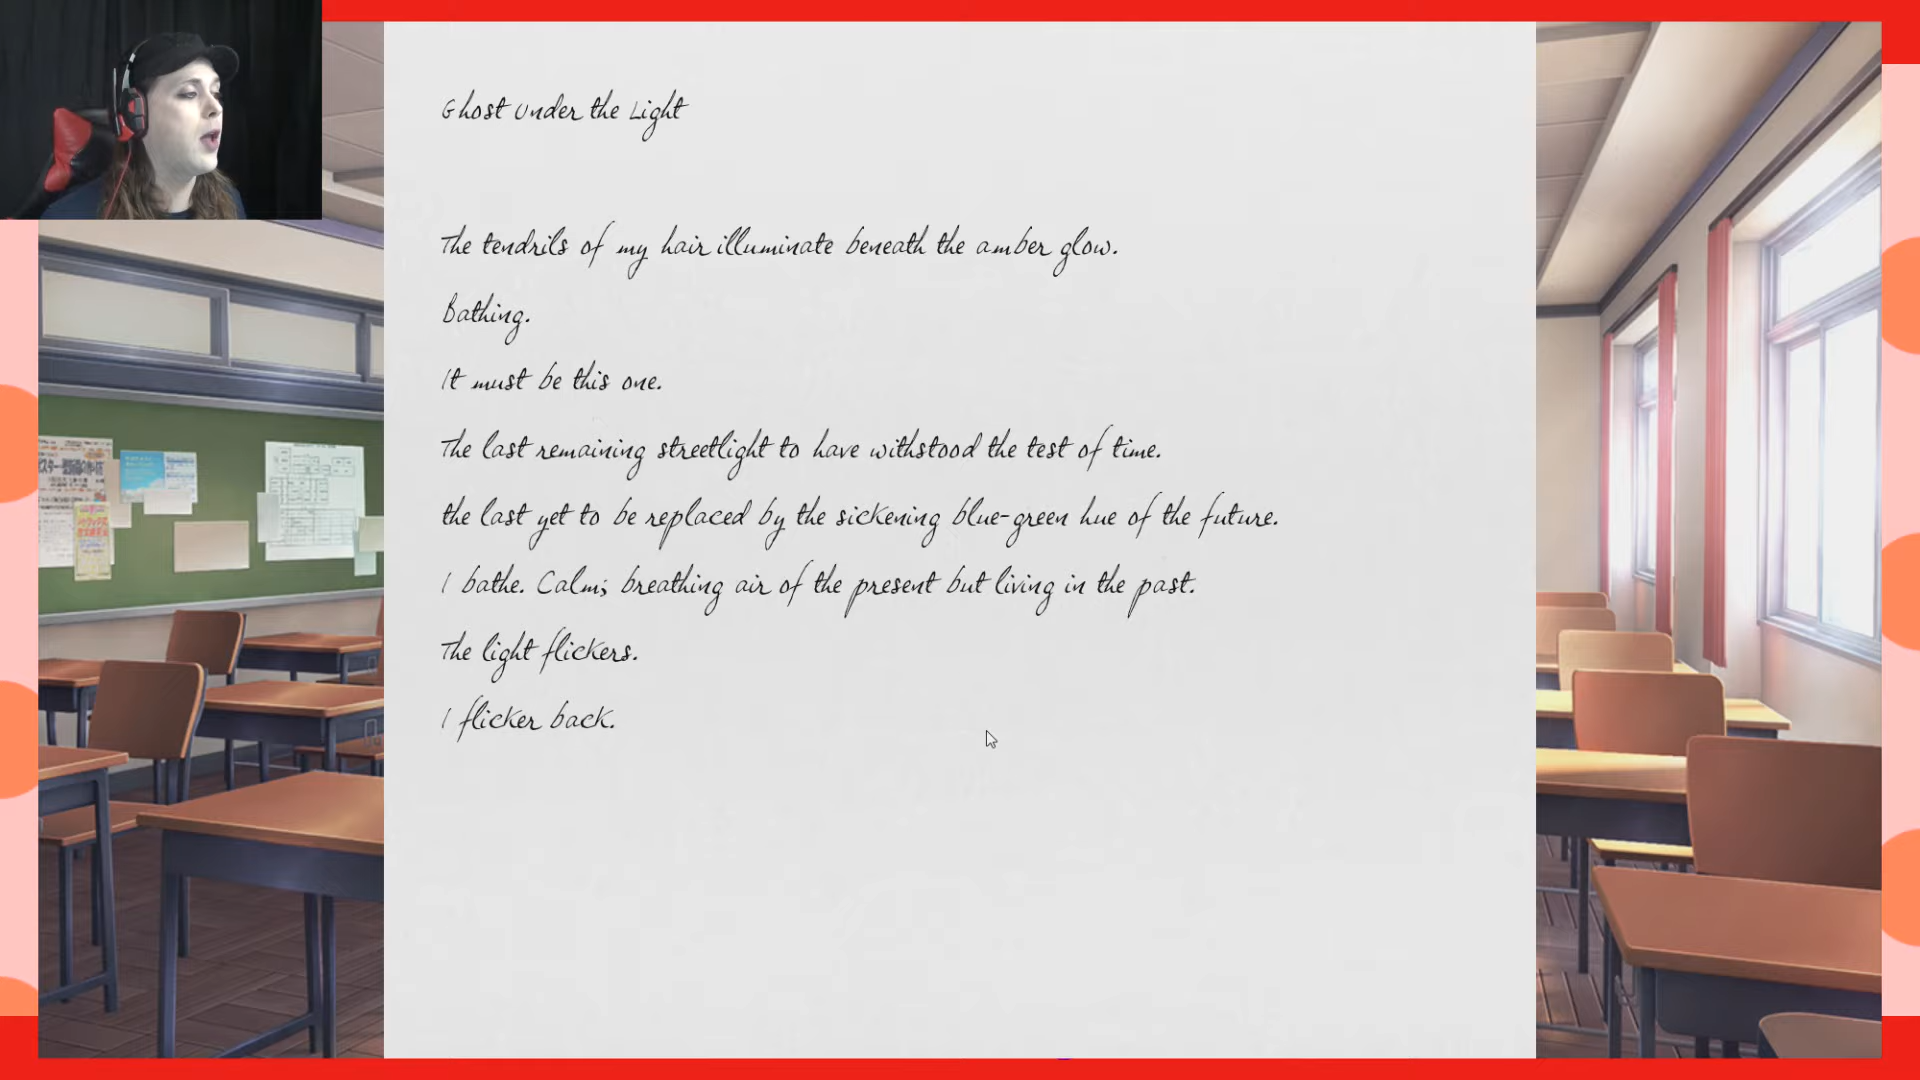 Ghost Under the Light
The tendrils of my hair illuminate beneath the amber glow.
Bathing.
It must be this one.
The last remaining streetlight to have withstood the test of time.
the last yet to be replaced by the sickening blue-green hue of the future.
I bathe. Calm; breathing air of the present but living in the past.
The light flickers.
I flicker back.